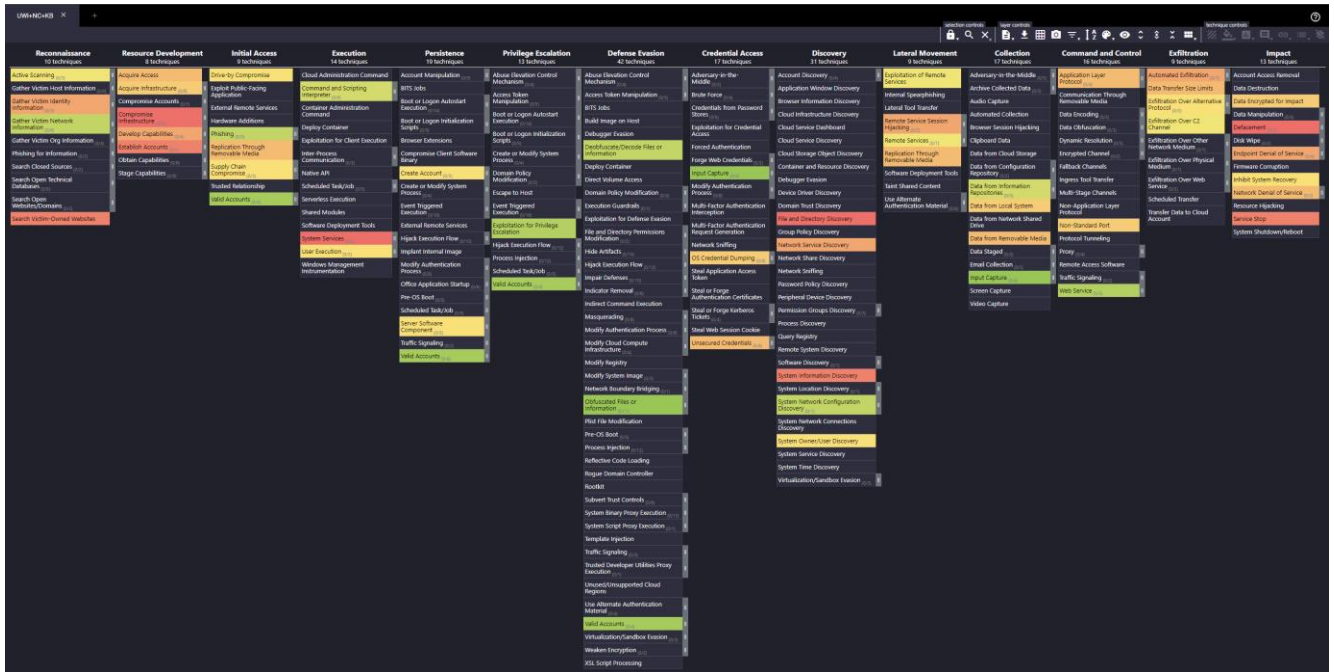 UWI+NC+KB × +
selection controls
layer controls
technique controls
Reconnaissance
10 techniques
Active Scanning
Gather Victim Host Information
Gather Victim Identity
Information
Gather Victim Network
Information
Gather Victim Org Information
Phishing for Information
Search Closed Sources
Search Open Technical
Databases
Search Open
Websites/Domains
Search Victim-Owned Websites
Resource Development
8 techniques
Acquire Access
Acquire Infrastructure
Compromise Accounts
Compromise
Infrastructure
Develop Capabilities
Establish Accounts
Obtain Capabilities
Stage Capabilities
Initial Access
9 techniques
Drive-by Compromise
Exploit Public-Facing
Application
External Remote Services
Hardware Additions
Phishing
Replication Through
Removable Media
Supply Chain
Compromise
Trusted Relationship
Valid Accounts
Execution
14 techniques
Cloud Administration Command
Command and Scripting
Interpreter
Container Administration
Command
Deploy Container
Exploitation for Client Execution
Inter-Process
Communication
Native API
Scheduled Task/Job
Serverless Execution
Shared Modules
Software Deployment Tools
System Services
User Execution
Windows Management
Instrumentation
Persistence
19 techniques
Account Manipulation
BITS Jobs
Boot or Logon Autostart
Execution
Boot or Logon Initialization
Scripts
Browser Extensions
Compromise Client Software
Binary
Create Account
Create or Modify System
Process
Event Triggered
Execution
External Remote Services
Hijack Execution Flow
Implant Internal Image
Modify Authentication
Process
Office Application Startup
Pre-OS Boot
Scheduled Task/Job
Server Software
Component
Traffic Signaling
Valid Accounts
Privilege Escalation
13 techniques
Abuse Elevation Control
Mechanism
Access Token
Manipulation
Boot or Logon Autostart
Execution
Boot or Logon Initialization
Scripts
Create or Modify System
Process
Domain Policy
Modification
Escape to Host
Event Triggered
Execution
Exploitation for Privilege
Escalation
Hijack Execution Flow
Process Injection
Scheduled Task/Job
Valid Accounts
Defense Evasion
42 techniques
Abuse Elevation Control
Mechanism
Access Token Manipulation
BITS Jobs
Build Image on Host
Debugger Evasion
Deobfuscate/Decode Files or
Information
Deploy Container
Direct Volume Access
Domain Policy Modification
Execution Guardrails
Exploitation for Defense Evasion
File and Directory Permissions
Modification
Hide Artifacts
Hijack Execution Flow
Impair Defenses
Indicator Removal
Indirect Command Execution
Masquerading
Modify Authentication Process
Modify Cloud Compute
Infrastructure
Modify Registry
Modify System Image
Network Boundary Bridging
Obfuscated Files or
Information
Plist File Modification
Pre-OS Boot
Process Injection
Reflective Code Loading
Rogue Domain Controller
Rootkit
Subvert Trust Controls
System Binary Proxy Execution
System Script Proxy Execution
Template Injection
Traffic Signaling
Trusted Developer Utilities Proxy
Execution
Unused/Unsupported Cloud
Regions
Use Alternate Authentication
Material
Valid Accounts
Virtualization/Sandbox Evasion
Weaken Encryption
XSL Script Processing
Credential Access
17 techniques
Adversary-in-the-
Middle
Brute Force
Credentials from Password
Stores
Exploitation for Credential
Access
Forced Authentication
Forge Web Credentials
Input Capture
Modify Authentication
Process
Multi-Factor Authentication
Interception
Multi-Factor Authentication
Request Generation
Network Sniffing
OS Credential Dumping
Steal Application Access
Token
Steal or Forge
Authentication Certificates
Steal or Forge Kerberos
Tickets
Steal Web Session Cookie
Unsecured Credentials
Discovery
31 techniques
Account Discovery
Application Window Discovery
Browser Information Discovery
Cloud Infrastructure Discovery
Cloud Service Dashboard
Cloud Service Discovery
Cloud Storage Object Discovery
Container and Resource Discovery
Debugger Evasion
Device Driver Discovery
Domain Trust Discovery
File and Directory Discovery
Group Policy Discovery
Network Service Discovery
Network Share Discovery
Network Sniffing
Password Policy Discovery
Peripheral Device Discovery
Permission Groups Discovery
Process Discovery
Query Registry
Remote System Discovery
Software Discovery
System Information Discovery
System Location Discovery
System Network Configuration
Discovery
System Network Connections
Discovery
System Owner/User Discovery
System Service Discovery
System Time Discovery
Virtualization/Sandbox Evasion
Lateral Movement
9 techniques
Exploitation of Remote
Services
Internal Spearphishing
Lateral Tool Transfer
Remote Service Session
Hijacking
Remote Services
Replication Through
Removable Media
Software Deployment Tools
Taint Shared Content
Use Alternate
Authentication Material
Collection
17 techniques
Adversary-in-the-Middle
Archive Collected Data
Audio Capture
Automated Collection
Browser Session Hijacking
Clipboard Data
Data from Cloud Storage
Data from Configuration
Repository
Data from Information
Repositories
Data from Local System
Data from Network Shared
Drive
Data from Removable Media
Data Staged
Email Collection
Input Capture
Screen Capture
Video Capture
Command and Control
16 techniques
Application Layer
Protocol
Communication Through
Removable Media
Data Encoding
Data Obfuscation
Dynamic Resolution
Encrypted Channel
Fallback Channels
Ingress Tool Transfer
Multi-Stage Channels
Non-Application Layer
Protocol
Non-Standard Port
Protocol Tunneling
Proxy
Remote Access Software
Traffic Signaling
Web Service
Exfiltration
9 techniques
Automated Exfiltration
Data Transfer Size Limits
Exfiltration Over Alternative
Protocol
Exfiltration Over C2
Channel
Exfiltration Over Other
Network Medium
Exfiltration Over Physical
Medium
Exfiltration Over Web
Service
Scheduled Transfer
Transfer Data to Cloud
Account
Impact
13 techniques
Account Access Removal
Data Destruction
Data Encrypted for Impact
Data Manipulation
Defacement
Disk Wipe
Endpoint Denial of Service
Firmware Corruption
Inhibit System Recovery
Network Denial of Service
Resource Hijacking
Service Stop
System Shutdown/Reboot